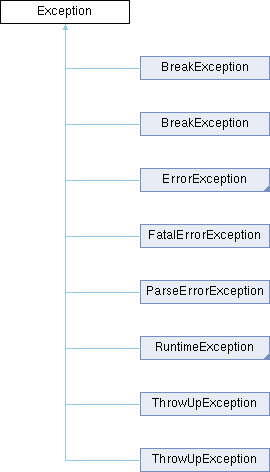 Exception
BreakException
BreakException
ErrorException
FatalErrorException
ParseErrorException
RuntimeException
ThrowUpException
ThrowUpException